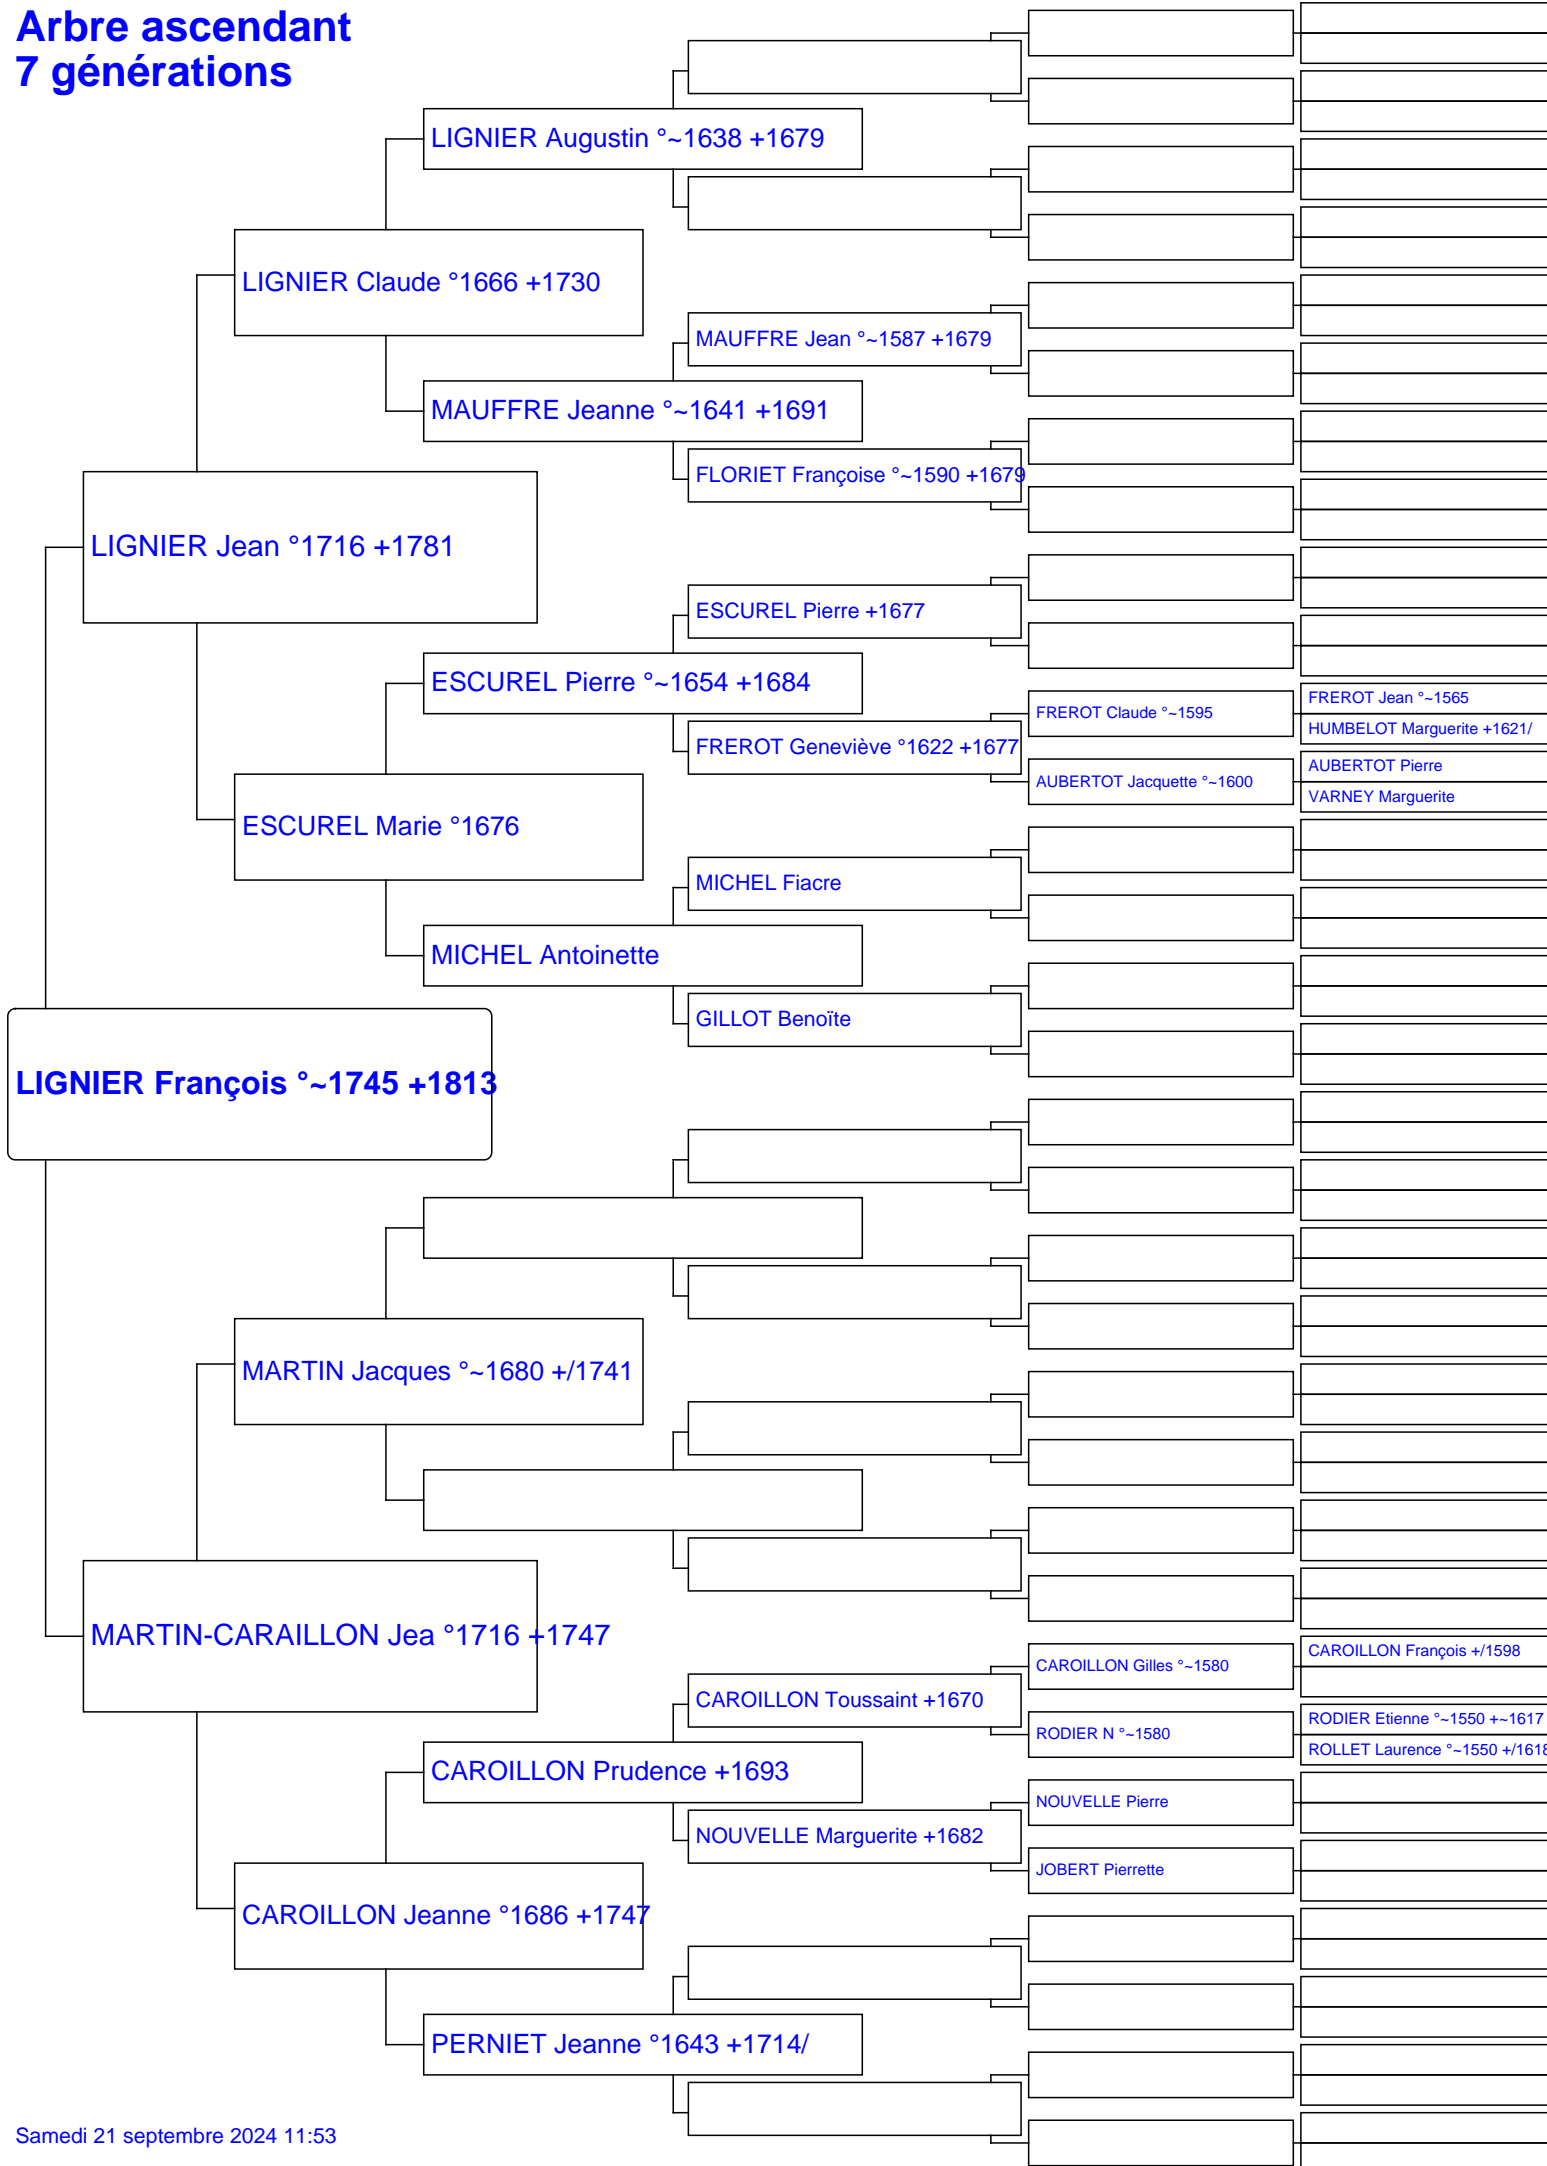 Arbre ascendant
7 générations
LIGNIER Augustin °~1638 +1679
LIGNIER Claude °1666 +1730
MAUFFRE Jean °~1587 +1679
MAUFFRE Jeanne °~1641 +1691
FLORIET Françoise °~1590 +1679
LIGNIER Jean °1716 +1781
ESCUREL Pierre +1677
ESCUREL Pierre °~1654 +1684
FREROT Jean °~1565
FREROT Claude °~1595
HUMBELOT Marguerite +1621/
FREROT Geneviève °1622 +1677
AUBERTOT Pierre
AUBERTOT Jacquette °~1600
VARNEY Marguerite
ESCUREL Marie °1676
MICHEL Fiacre
MICHEL Antoinette
GILLOT Benoïte
LIGNIER François °~1745 +1813
MARTIN Jacques °~1680 +/1741
MARTIN-CARAILLON Jea °1716 +1747
CAROILLON François +/1598
CAROILLON Gilles °~1580
CAROILLON Toussaint +1670
RODIER Etienne °~1550 +~1617
RODIER N °~1580
ROLLET Laurence °~1550 +/1618
CAROILLON Prudence +1693
NOUVELLE Pierre
NOUVELLE Marguerite +1682
JOBERT Pierrette
CAROILLON Jeanne °1686 +1747
PERNIET Jeanne °1643 +1714/
Samedi 21 septembre 2024 11:53